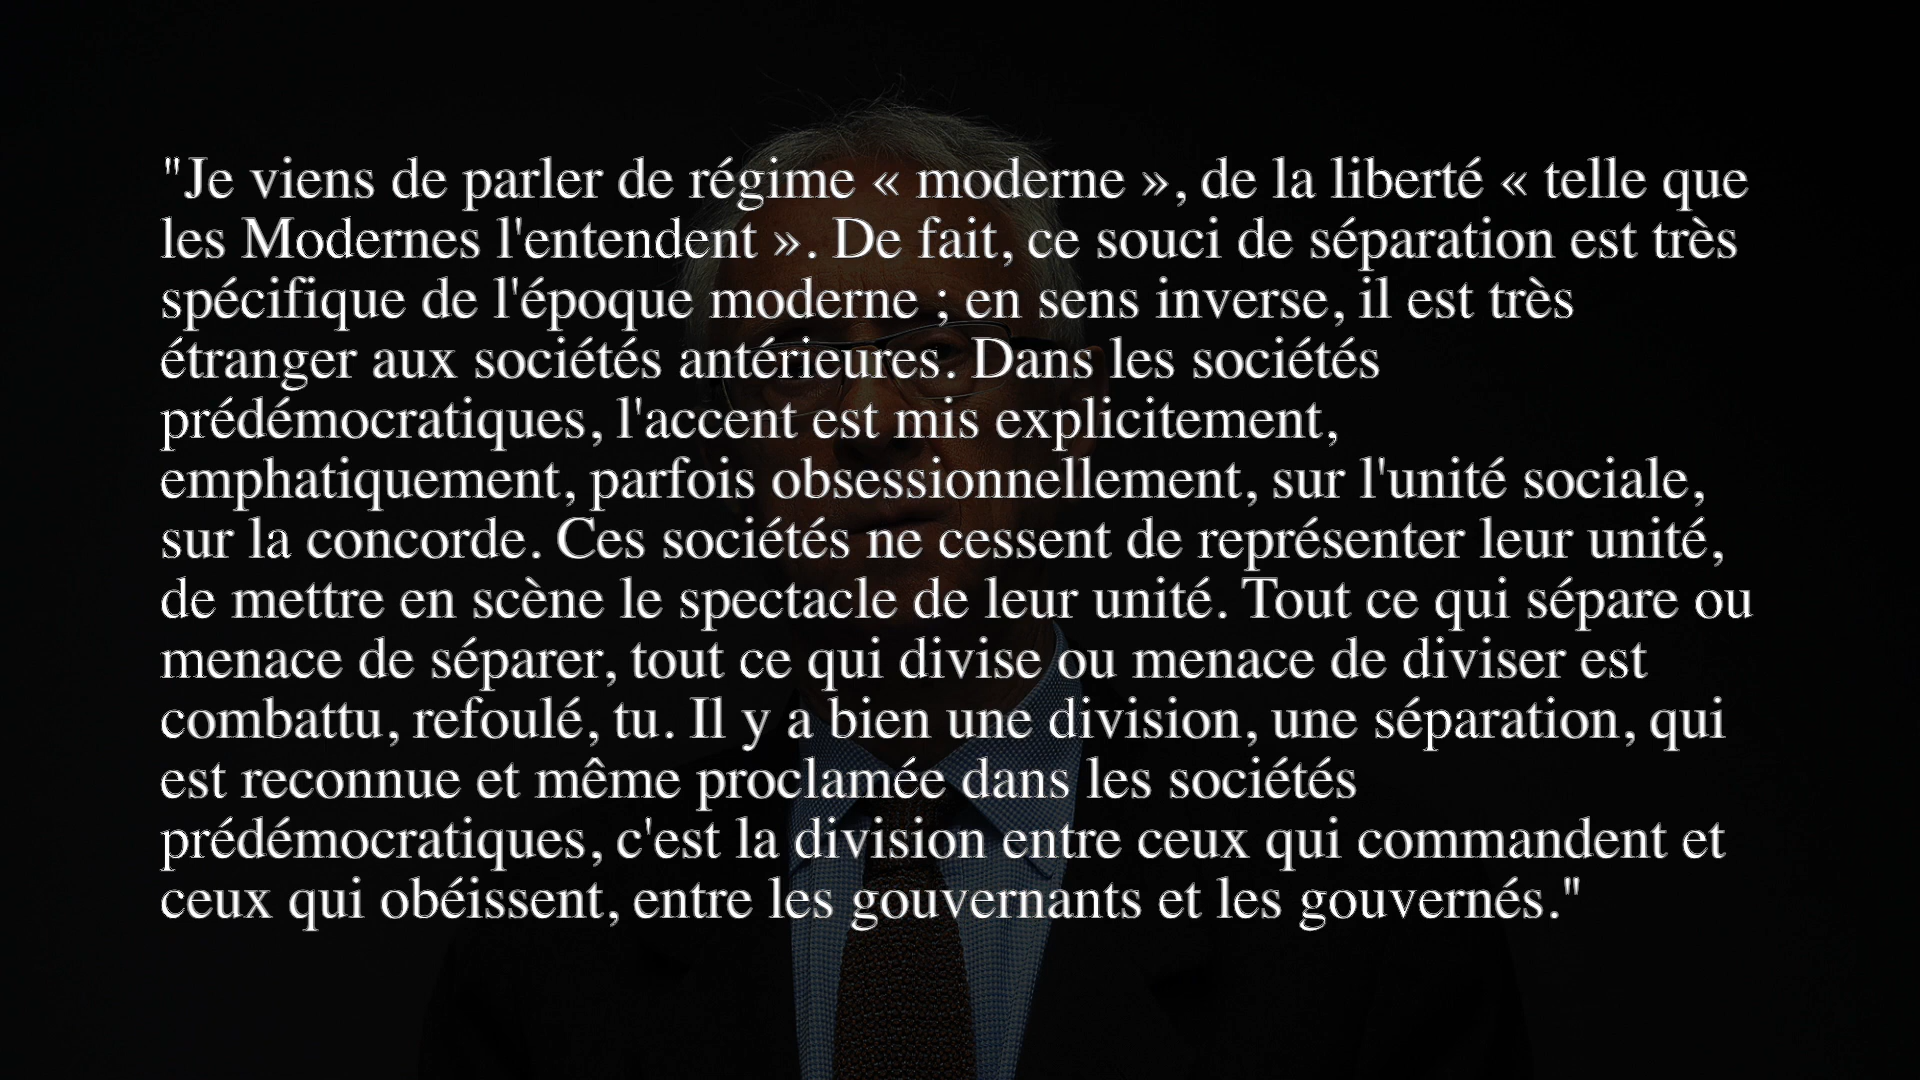 "Je viens de parler de régime « moderne », de la liberté « telle que
les Modernes l'entendent ». De fait, ce souci de séparation est très
spécifique de l'époque moderne ; en sens inverse, il est très
étranger aux sociétés antérieures. Dans les sociétés
prédémocratiques, l'accent est mis explicitement,
emphatiquement, parfois obsessionnellement, sur l'unité sociale,
sur la concorde. Ces sociétés ne cessent de représenter leur unité,
de mettre en scène le spectacle de leur unité. Tout ce qui sépare ou
menace de séparer, tout ce qui divise ou menace de diviser est
combattu, refoulé, tu. Il y a bien une division, une séparation, qui
est reconnue et même proclamée dans les sociétés
prédémocratiques, c'est la division entre ceux qui commandent et
ceux qui obéissent, entre les gouvernants et les gouvernés."